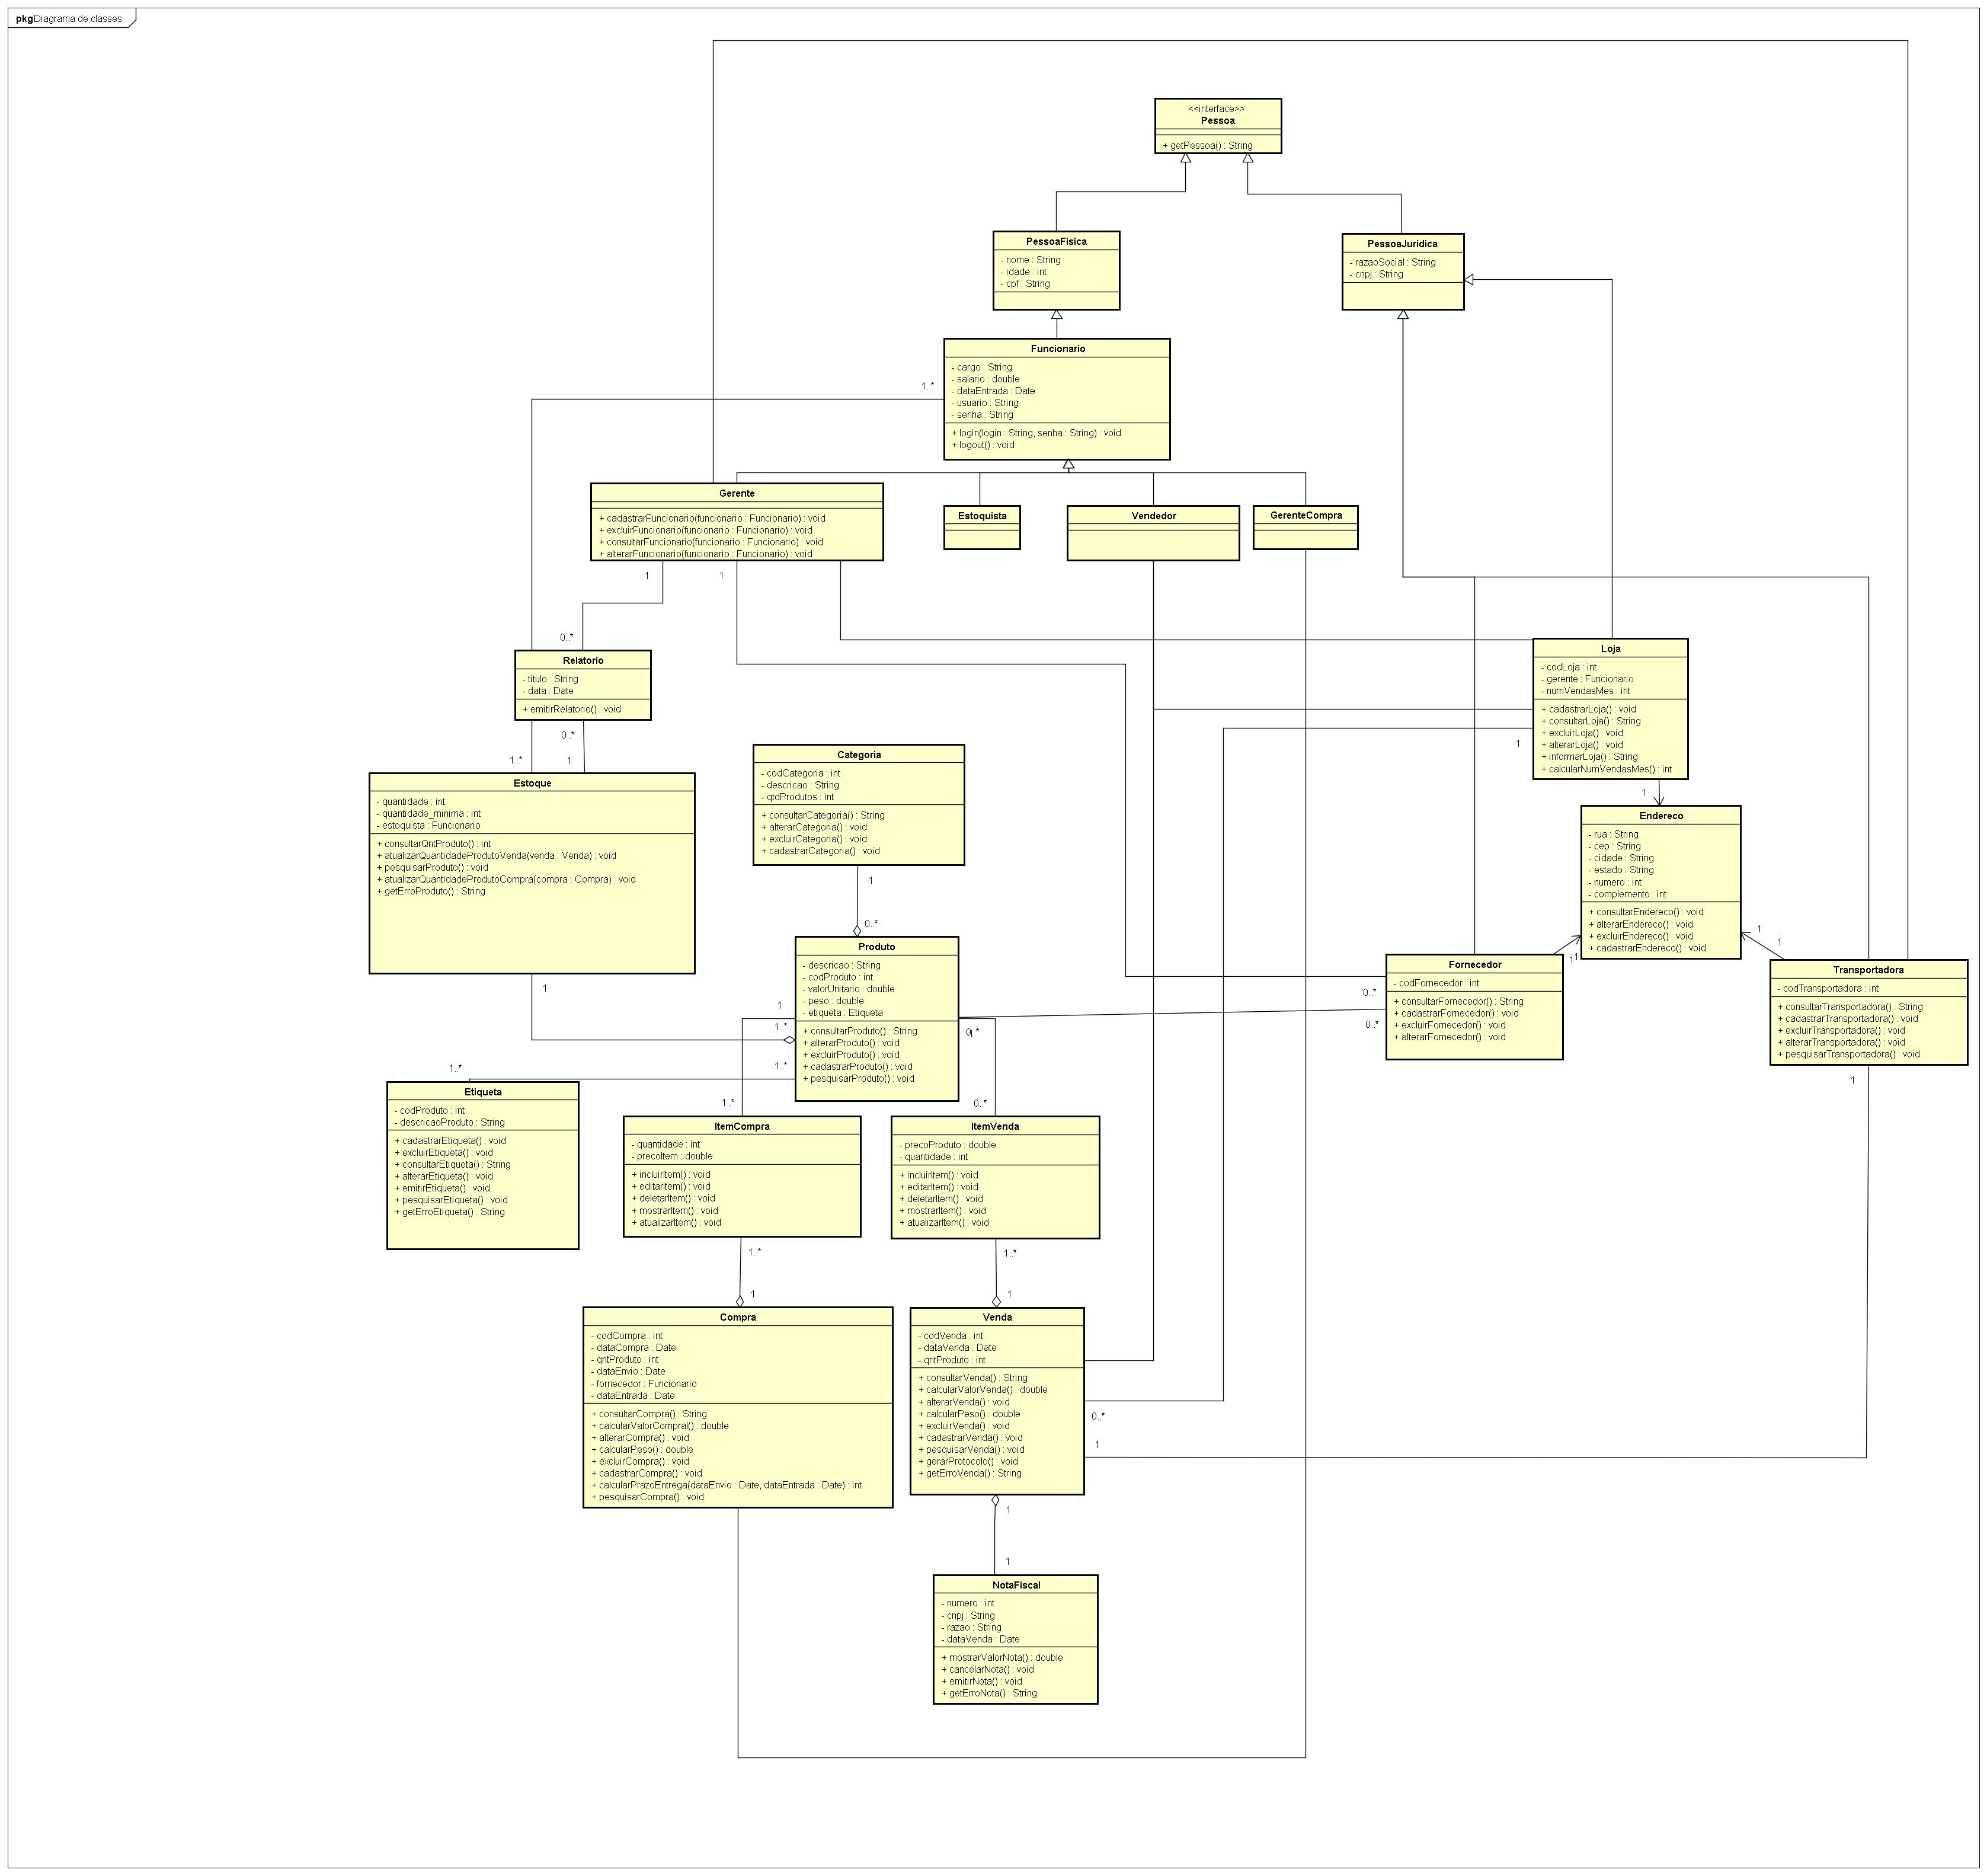 pkgDiagrama de classes
<<interface>>
Pessoa
+ getPessoa() : String
PessoaFisica
- nome : String
- idade : int
- cpf : String
PessoaJuridica
- razaoSocial : String
- cnpj : String
Funcionario
- cargo : String
- salario : double
- dataEntrada : Date
- usuario : String
- senha : String
+ login(login : String, senha : String) : void
+ logout() : void
1..*
Gerente
+ cadastrarFuncionario(funcionario : Funcionario) : void
+ excluirFuncionario(funcionario : Funcionario) : void
+ consultarFuncionario(funcionario : Funcionario) : void
+ alterarFuncionario(funcionario : Funcionario) : void
Estoquista
Vendedor
GerenteCompra
1
1
0..*
Relatorio
- titulo : String
- data : Date
+ emitirRelatorio() : void
0..*
1..*
1
Loja
- codLoja : int
- gerente : Funcionario
- numVendasMes : int
+ cadastrarLoja() : void
+ consultarLoja() : String
+ excluirLoja() : void
+ alterarLoja() : void
+ informarLoja() : String
+ calcularNumVendasMes() : int
1
1
Estoque
- quantidade : int
- quantidade_minima : int
- estoquista : Funcionario
+ consultarQntProduto() : int
+ atualizarQuantidadeProdutoVenda(venda : Venda) : void
+ pesquisarProduto() : void
+ atualizarQuantidadeProdutoCompra(compra : Compra) : void
+ getErroProduto() : String
1
Categoria
- codCategoria : int
- descricao : String
- qtdProdutos : int
+ consultarCategoria() : String
+ alterarCategoria() : void
+ excluirCategoria() : void
+ cadastrarCategoria() : void
1
0..*
Endereco
- rua : String
- cep : String
- cidade : String
- estado : String
- numero : int
- complemento : int
+ consultarEndereco() : void
+ alterarEndereco() : void
+ excluirEndereco() : void
+ cadastrarEndereco() : void
1
1
1
1
Produto
- descricao : String
- codProduto : int
- valorUnitario : double
- peso : double
- etiqueta : Etiqueta
+ consultarProduto() : String
+ alterarProduto() : void
+ excluirProduto() : void
+ cadastrarProduto() : void
+ pesquisarProduto() : void
1
1..*
1..*
0..*
Fornecedor
- codFornecedor : int
+ consultarFornecedor() : String
+ cadastrarFornecedor() : void
+ excluirFornecedor() : void
+ alterarFornecedor() : void
0..*
0..*
Transportadora
- codTransportadora : int
+ consultarTransportadora() : String
+ cadastrarTransportadora() : void
+ excluirTransportadora() : void
+ alterarTransportadora() : void
+ pesquisarTransportadora() : void
1
1..*
Etiqueta
- codProduto : int
- descricaoProduto : String
+ cadastrarEtiqueta() : void
+ excluirEtiqueta() : void
+ consultarEtiqueta() : String
+ alterarEtiqueta() : void
+ emitirEtiqueta() : void
+ pesquisarEtiqueta() : void
+ getErroEtiqueta() : String
1..*
ItemCompra
- quantidade : int
- precoItem : double
+ incluirItem() : void
+ editarItem() : void
+ deletarItem() : void
+ mostrarItem() : void
+ atualizarItem() : void
1..*
1
0..*
ItemVenda
- precoProduto : double
- quantidade : int
+ incluirItem() : void
+ editarItem() : void
+ deletarItem() : void
+ mostrarItem() : void
+ atualizarItem() : void
1..*
1
Compra
- codCompra : int
- dataCompra : Date
- qntProduto : int
- dataEnvio : Date
- fornecedor : Funcionario
- dataEntrada : Date
+ consultarCompra() : String
+ calcularValorCompral() : double
+ alterarCompra() : void
+ calcularPeso() : double
+ excluirCompra() : void
+ cadastrarCompra() : void
+ calcularPrazoEntrega(dataEnvio : Date, dataEntrada : Date) : int
+ pesquisarCompra() : void
Venda
- codVenda : int
- dataVenda : Date
- qntProduto : int
+ consultarVenda() : String
+ calcularValorVenda() : double
+ alterarVenda() : void
+ calcularPeso() : double
+ excluirVenda() : void
+ cadastrarVenda() : void
+ pesquisarVenda() : void
+ gerarProtocolo() : void
+ getErroVenda() : String
0..*
1
1
1
NotaFiscal
- numero : int
- cnpj : String
- razao : String
- dataVenda : Date
+ mostrarValorNota() : double
+ cancelarNota() : void
+ emitirNota() : void
+ getErroNota() : String